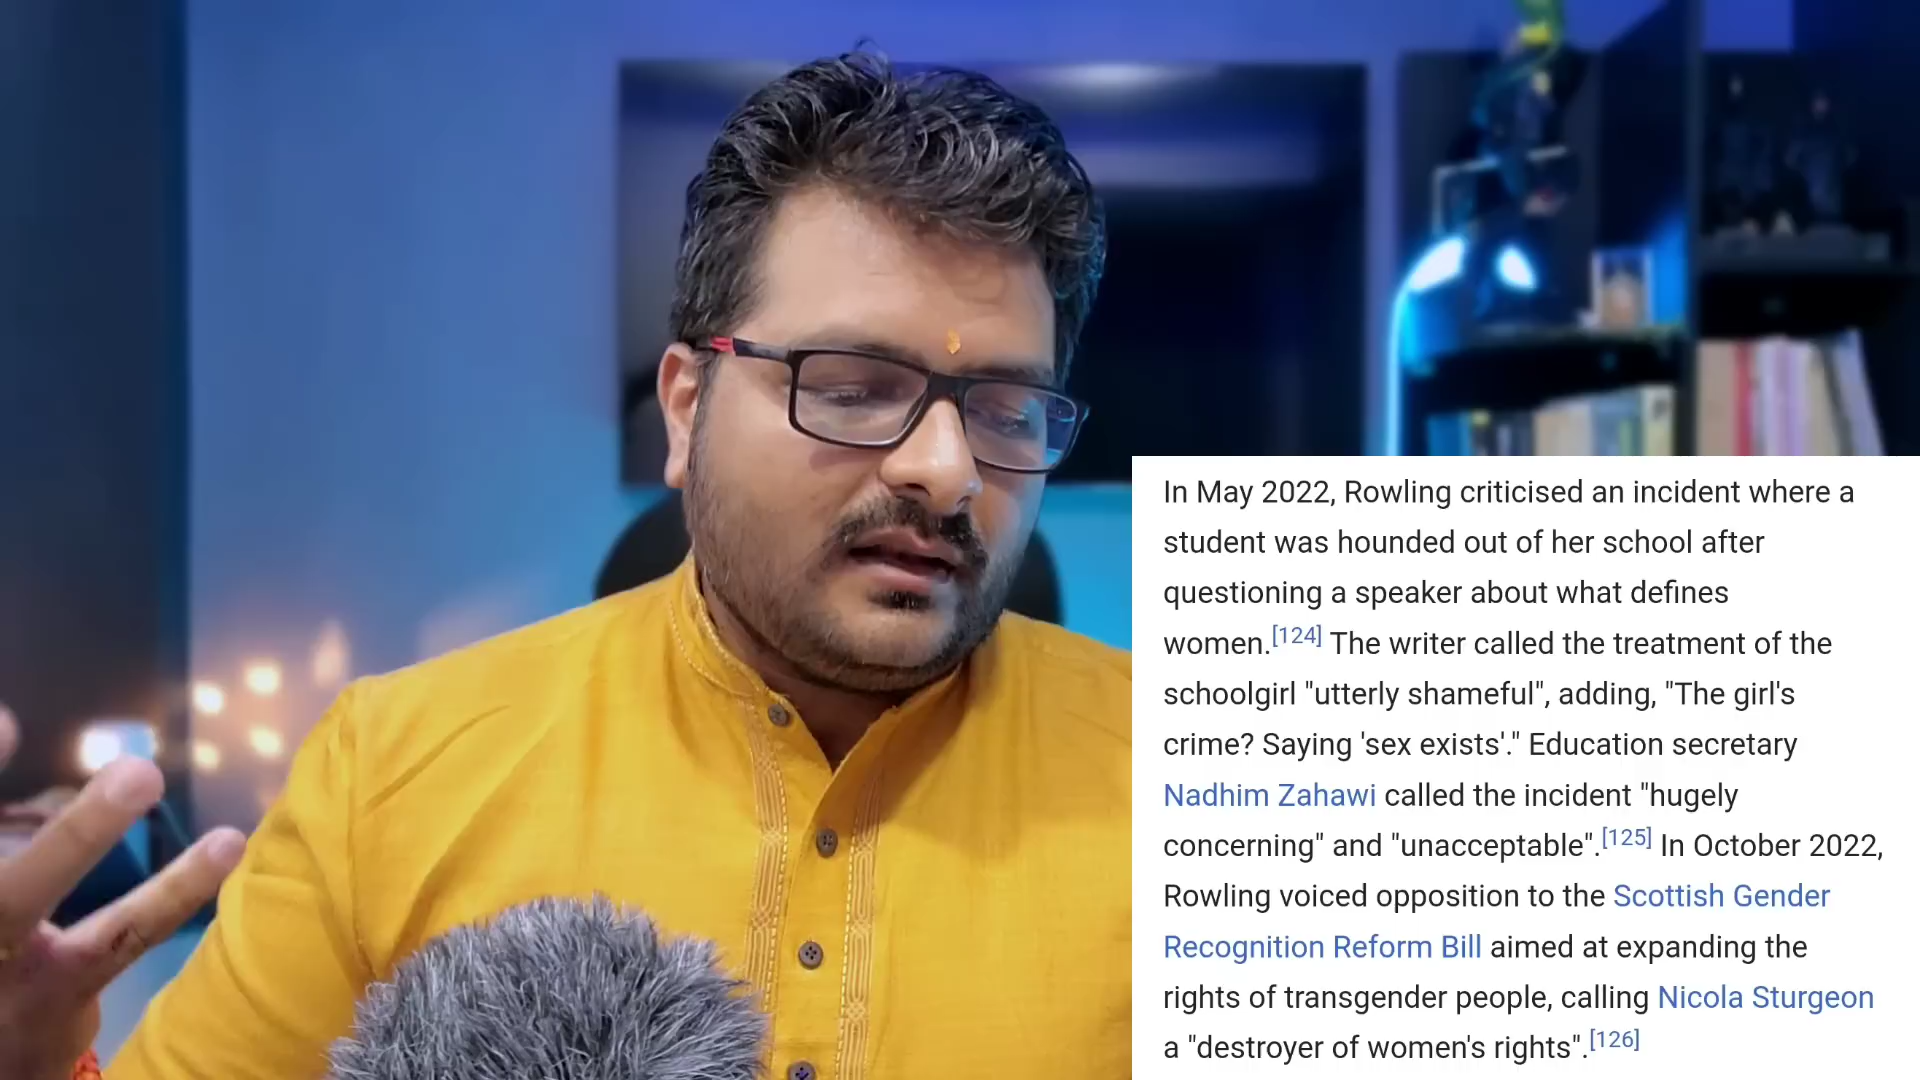 In May 2022, Rowling criticised an incident where a
student was hounded out of her school after
questioning a speaker about what defines
women.[124] The writer called the treatment of the
schoolgirl "utterly shameful", adding, "The girl's
crime? Saying 'sex exists'." Education secretary
Nadhim Zahawi called the incident "hugely
concerning" and "unacceptable".[125] In October 2022,
Rowling voiced opposition to the Scottish Gender
Recognition Reform Bill aimed at expanding the
rights of transgender people, calling Nicola Sturgeon
a "destroyer of women's rights".[126]